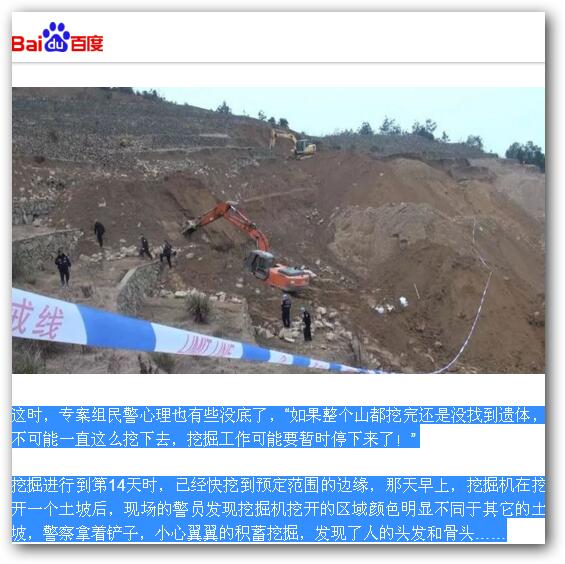 Bai du 百度
戒线
LIMIT LINE
这时，专案组民警心理也有些没底了，“如果整个山都挖完还是没找到遗体，
不可能一直这么挖下去，挖掘工作可能要暂时停下来了！”
挖掘进行到第14天时，已经快挖到预定范围的边缘，那天早上，挖掘机在挖
开一个土坡后，现场的警员发现挖掘机挖开的区域颜色明显不同于其它的土
坡，警察拿着铲子，小心翼翼的积蓄挖掘，发现了人的头发和骨头……